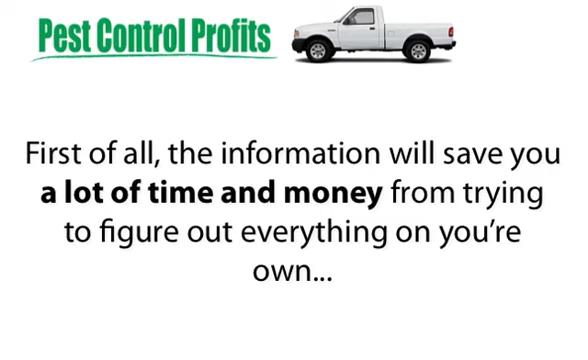 Pest Control Profits
First of all, the information will save you
a lot of time and money from trying
to figure out everything on you’re
own...